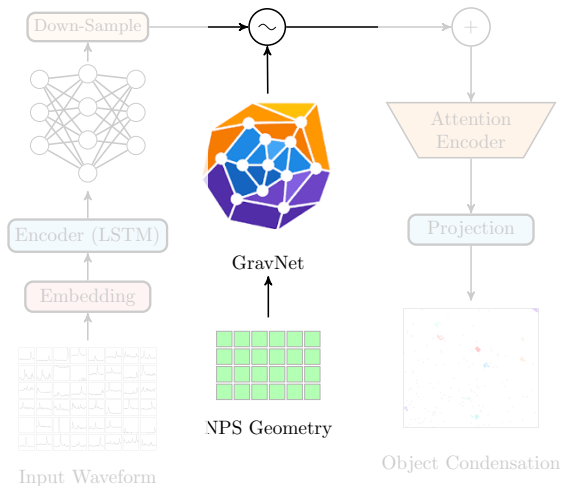 Down-Sample
Encoder (LSTM)
Embedding
Input Waveform
GravNet
NPS Geometry
Attention
Encoder
Projection
Object Condensation